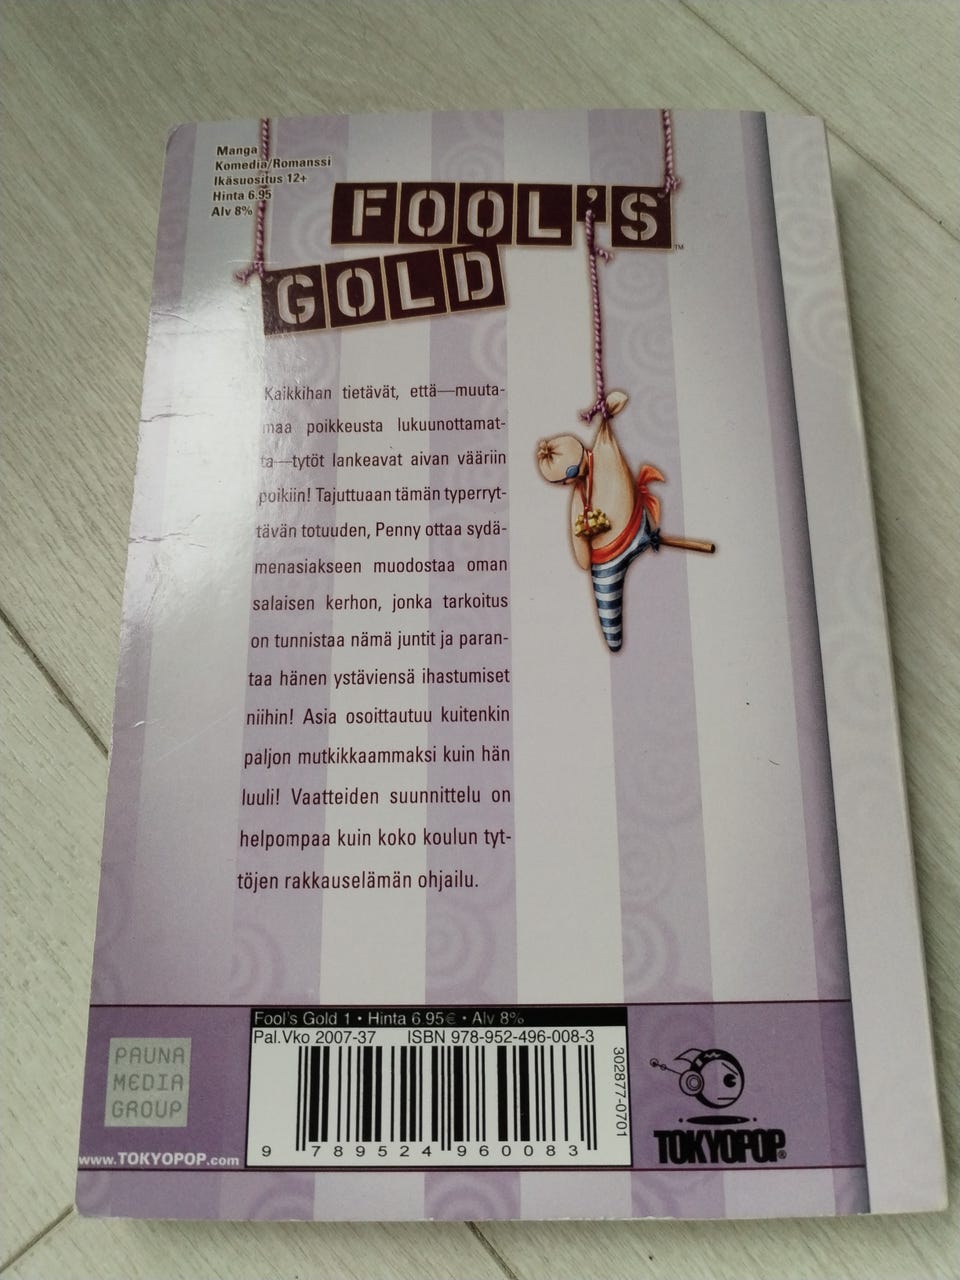 Manga
Komedia/Romanssi
Ikäsuositus 12+
Hinta 6.95
Alv 8%
FOOL'S™
GOLD
Kaikkihan tietävät, että—muuta-
maa poikkeusta lukuunottamat-
ta—tytöt lankeavat aivan vääriin
poikiin! Tajuttuaan tämän typerryt-
tävän totuuden, Penny ottaa sydä-
menasiakseen muodostaa oman
salaisen kerhon, jonka tarkoitus
on tunnistaa nämä juntit ja paran-
taa hänen ystäviensä ihastumiset
niihin! Asia osoittautuu kuitenkin
paljon mutkikkaammaksi kuin hän
luuli! Vaatteiden suunnittelu on
helpompaa kuin koko koulun tyt-
töjen rakkauselämän ohjailu.
Fool's Gold 1 • Hinta 6.95€ • Alv 8%
Pal.Vko 2007-37 ISBN 978-952-496-008-3
302877-0701
9 789524 960083
PAUNA
MEDIA
GROUP
www.TOKYOPOP.com
TOKYOPOP®